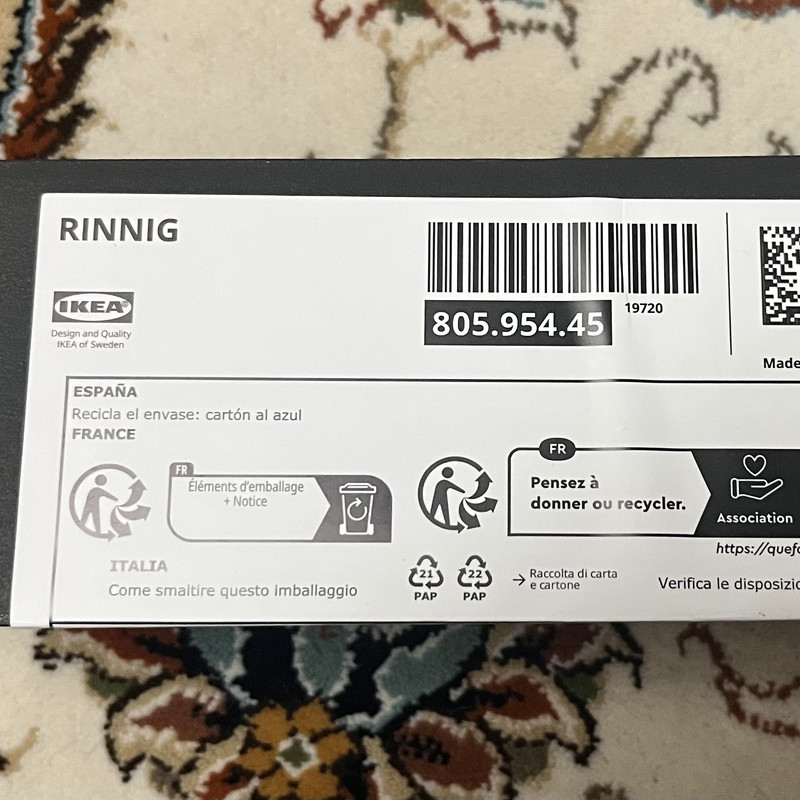 RINNIG
IKEA®
Design and Quality
IKEA of Sweden
19720
805.954.45
Made
ESPAÑA
Recicla el envase: cartón al azul
FRANCE
FR
Éléments d'emballage
+ Notice
FR
Pensez à
donner ou recycler.
Association
https://quefa
ITALIA
Come smaltire questo imballaggio
21
PAP
22
PAP
→ Raccolta di carta
e cartone
Verifica le